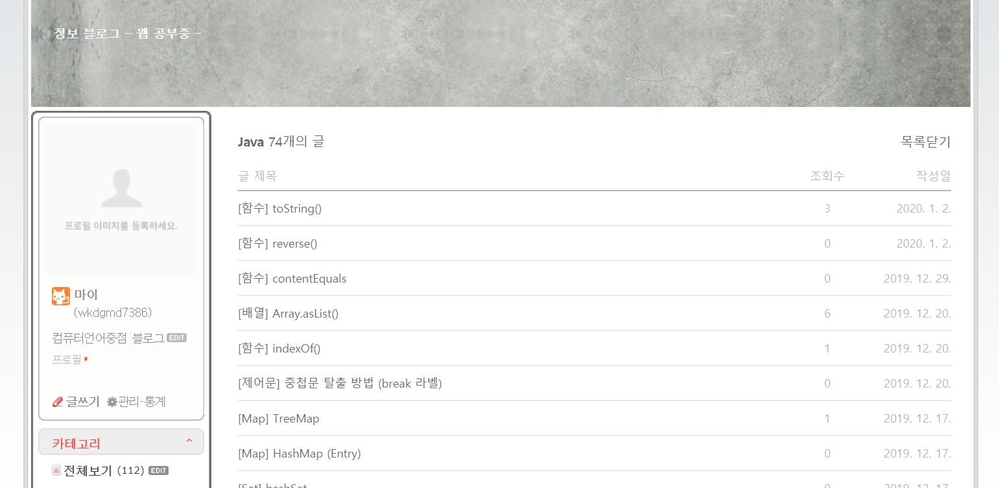 정보 블로그 - 웹 공부중 -
프로필 이미지를 등록하세요.
마이
(wkdgmd7386)
컴퓨터언어중점 블로그 EDIT
프로필
글쓰기 관리·통계
카테고리
전체보기 (112) EDIT
Java 74개의 글 목록닫기
글 제목 조회수 작성일
[함수] toString() 3 2020. 1. 2.
[함수] reverse() 0 2020. 1. 2.
[함수] contentEquals 0 2019. 12. 29.
[배열] Array.asList() 6 2019. 12. 20.
[함수] indexOf() 1 2019. 12. 20.
[제어문] 중첩문 탈출 방법 (break 라벨) 0 2019. 12. 20.
[Map] TreeMap 1 2019. 12. 17.
[Map] HashMap (Entry) 0 2019. 12. 17.
[Set] hashSet 0 2019. 12. 17.